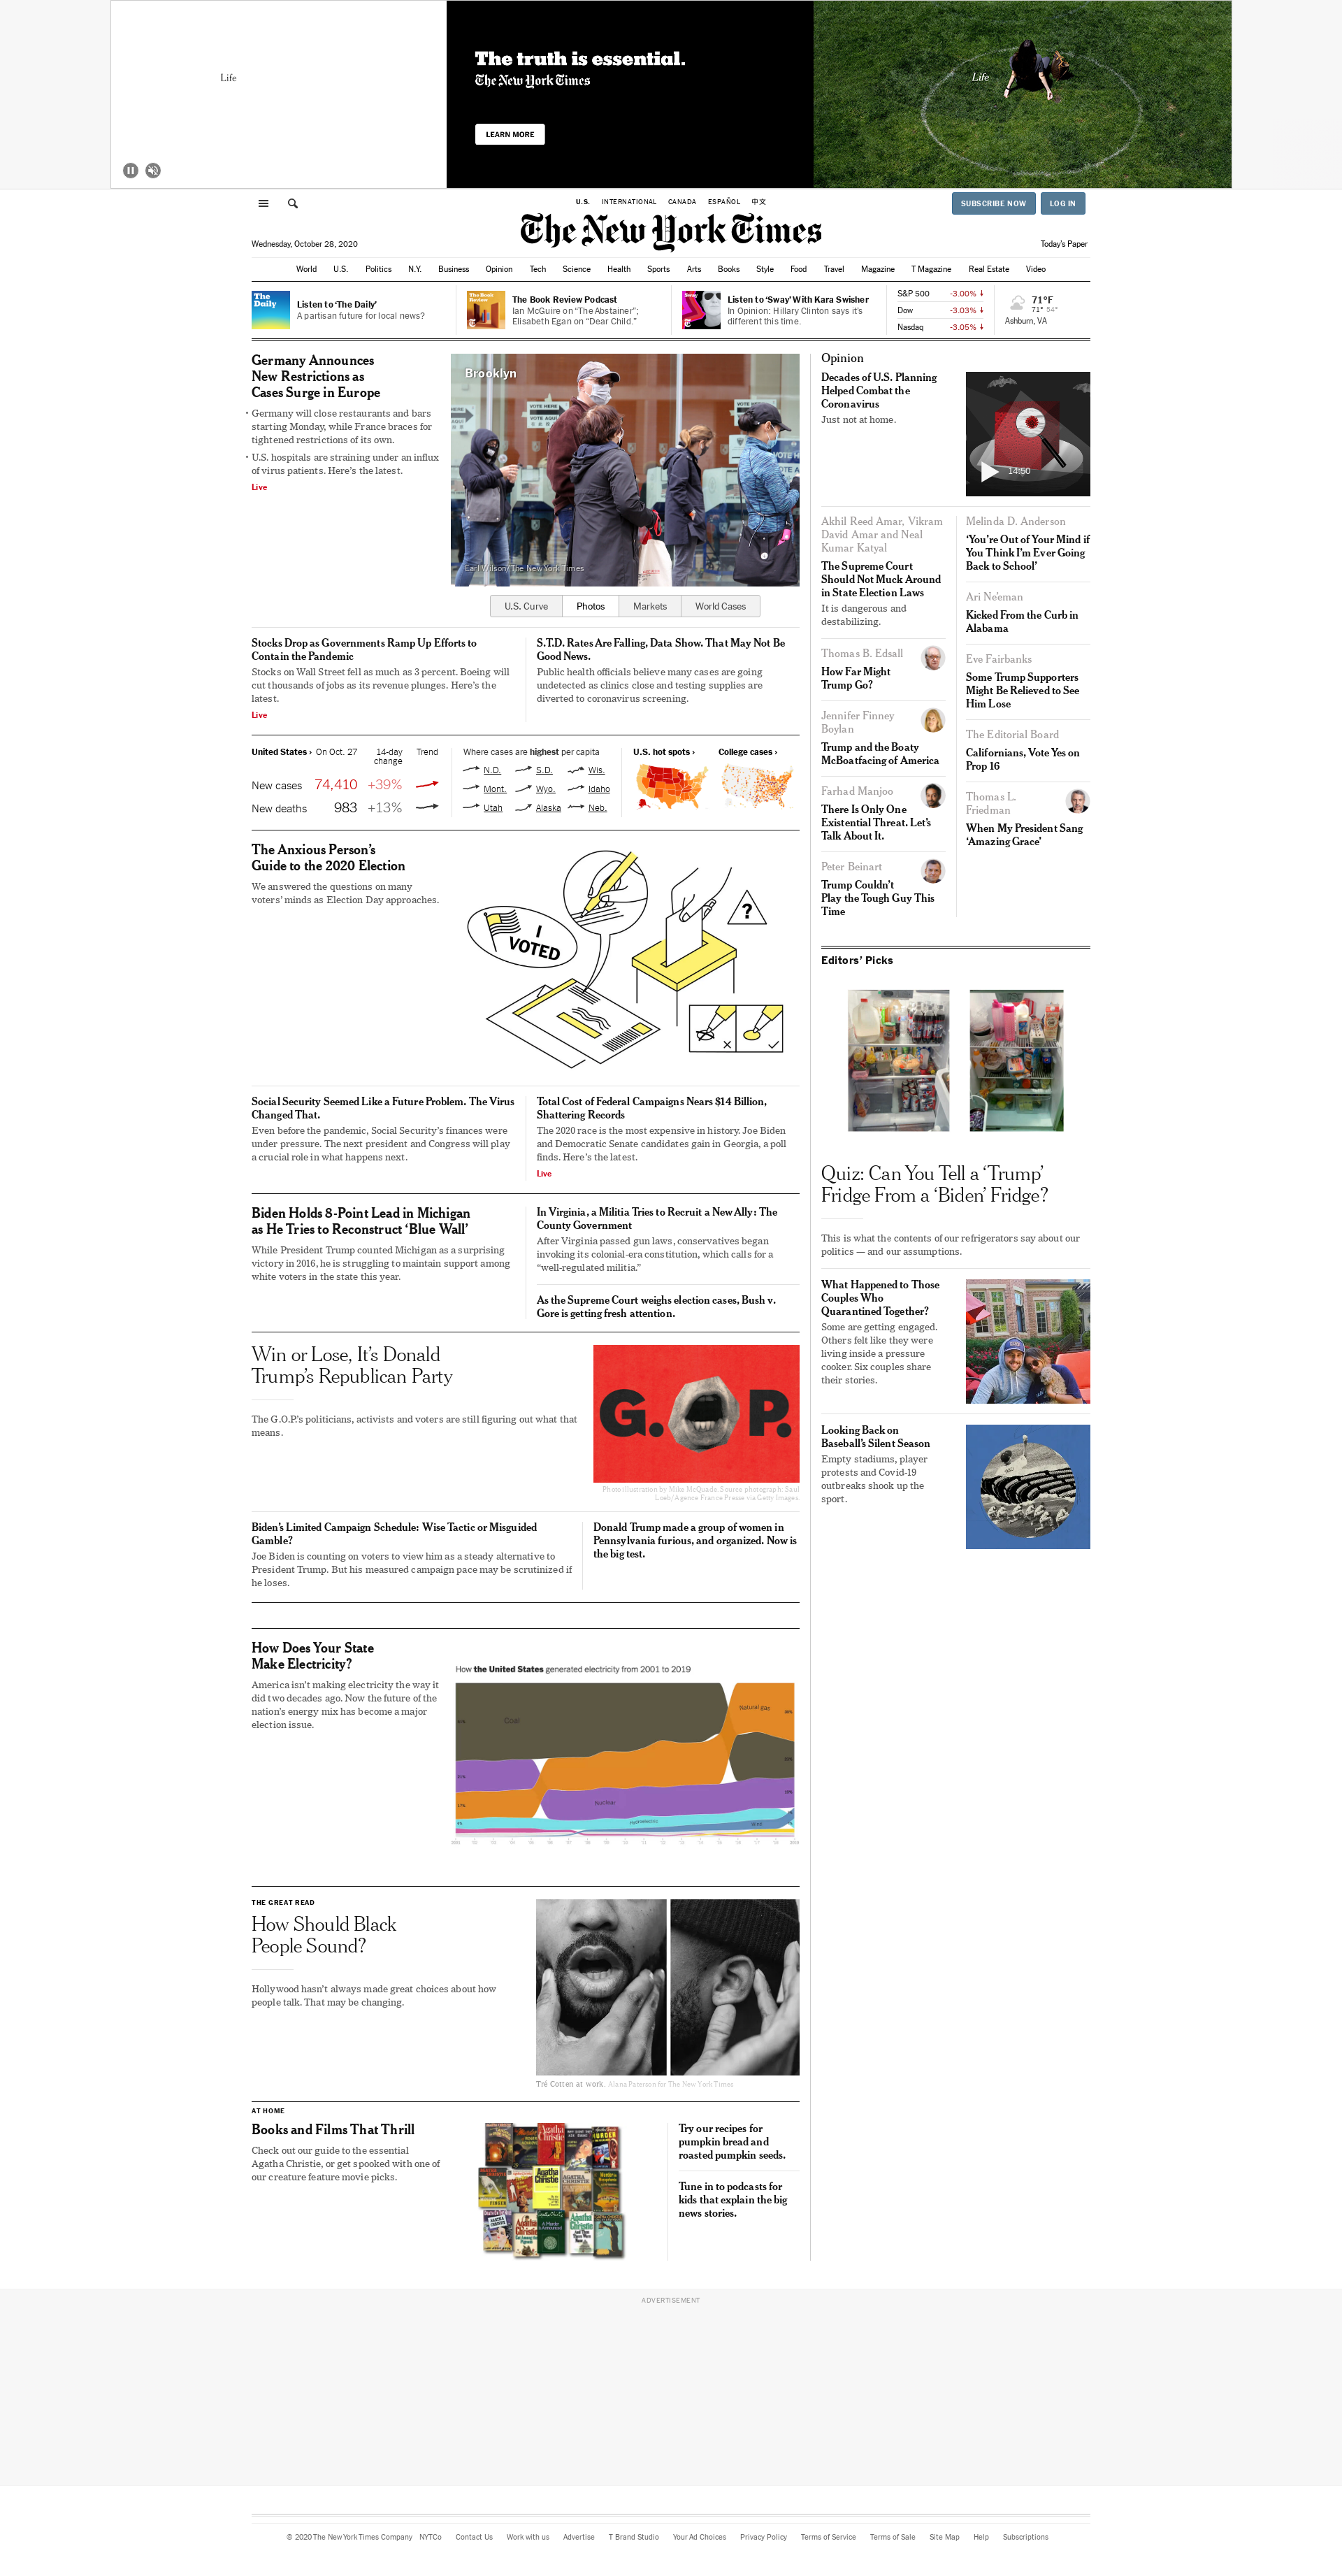 Life
The truth is essential.
The New York Times
LEARN MORE
Life
U.S. INTERNATIONAL CANADA ESPAÑOL 中文
SUBSCRIBE NOW LOG IN
The New York Times
Wednesday, October 28, 2020
Today's Paper
World U.S. Politics N.Y. Business Opinion Tech Science Health Sports Arts Books Style Food Travel Magazine T Magazine Real Estate Video
The Daily
Listen to 'The Daily'
A partisan future for local news?
The Book Review
The Book Review Podcast
Ian McGuire on “The Abstainer”;
Elisabeth Egan on “Dear Child.”
Sway
Listen to ‘Sway’ With Kara Swisher
In Opinion: Hillary Clinton says it's
different this time.
S&P 500 -3.00% ↓
Dow -3.03% ↓
Nasdaq -3.05% ↓
71°F
71° 54°
Ashburn, VA
Germany Announces
New Restrictions as
Cases Surge in Europe
• Germany will close restaurants and bars
starting Monday, while France braces for
tightened restrictions of its own.
• U.S. hospitals are straining under an influx
of virus patients. Here’s the latest.
Live
Brooklyn
VOTE HERE
VOTE AQUÍ
Earl Wilson/The New York Times
U.S. Curve Photos Markets World Cases
Stocks Drop as Governments Ramp Up Efforts to
Contain the Pandemic
Stocks on Wall Street fell as much as 3 percent. Boeing will
cut thousands of jobs as its revenue plunges. Here’s the
latest.
Live
S.T.D. Rates Are Falling, Data Show. That May Not Be
Good News.
Public health officials believe many cases are going
undetected as clinics close and testing supplies are
diverted to coronavirus screening.
United States › On Oct. 27 14-day change Trend
New cases 74,410 +39%
New deaths 983 +13%
Where cases are highest per capita
N.D. S.D. Wis.
Mont. Wyo. Idaho
Utah Alaska Neb.
U.S. hot spots › College cases ›
The Anxious Person’s
Guide to the 2020 Election
We answered the questions on many
voters’ minds as Election Day approaches.
I VOTED
?
Social Security Seemed Like a Future Problem. The Virus
Changed That.
Even before the pandemic, Social Security’s finances were
under pressure. The next president and Congress will play
a crucial role in what happens next.
Total Cost of Federal Campaigns Nears $14 Billion,
Shattering Records
The 2020 race is the most expensive in history. Joe Biden
and Democratic Senate candidates gain in Georgia, a poll
finds. Here’s the latest.
Live
Biden Holds 8-Point Lead in Michigan
as He Tries to Reconstruct ‘Blue Wall’
While President Trump counted Michigan as a surprising
victory in 2016, he is struggling to maintain support among
white voters in the state this year.
In Virginia, a Militia Tries to Recruit a New Ally: The
County Government
After Virginia passed gun laws, conservatives began
invoking its colonial-era constitution, which calls for a
“well-regulated militia.”
As the Supreme Court weighs election cases, Bush v.
Gore is getting fresh attention.
Win or Lose, It’s Donald
Trump’s Republican Party
The G.O.P.’s politicians, activists and voters are still figuring out what that
means.
G. P.
Photo illustration by Mike McQuade. Source photograph: Saul
Loeb/Agence France-Presse via Getty Images.
Biden’s Limited Campaign Schedule: Wise Tactic or Misguided
Gamble?
Joe Biden is counting on voters to view him as a steady alternative to
President Trump. But his measured campaign pace may be scrutinized if
he loses.
Donald Trump made a group of women in
Pennsylvania furious, and organized. Now is
the big test.
How Does Your State
Make Electricity?
America isn’t making electricity the way it
did two decades ago. Now the future of the
nation’s energy mix has become a major
election issue.
How the United States generated electricity from 2001 to 2019
Coal
Natural gas
Nuclear
Hydroelectric
Wind
THE GREAT READ
How Should Black
People Sound?
Hollywood hasn’t always made great choices about how
people talk. That may be changing.
Tré Cotten at work. Alana Paterson for The New York Times
AT HOME
Books and Films That Thrill
Check out our guide to the essential
Agatha Christie, or get spooked with one of
our creature feature movie picks.
Agatha Christie
Try our recipes for
pumpkin bread and
roasted pumpkin seeds.
Tune in to podcasts for
kids that explain the big
news stories.
Opinion
Decades of U.S. Planning
Helped Combat the
Coronavirus
Just not at home.
14:50
Akhil Reed Amar, Vikram
David Amar and Neal
Kumar Katyal
The Supreme Court
Should Not Muck Around
in State Election Laws
It is dangerous and
destabilizing.
Thomas B. Edsall
How Far Might
Trump Go?
Jennifer Finney
Boylan
Trump and the Boaty
McBoatfacing of America
Farhad Manjoo
There Is Only One
Existential Threat. Let’s
Talk About It.
Peter Beinart
Trump Couldn’t
Play the Tough Guy This
Time
Melinda D. Anderson
‘You’re Out of Your Mind if
You Think I’m Ever Going
Back to School’
Ari Ne’eman
Kicked From the Curb in
Alabama
Eve Fairbanks
Some Trump Supporters
Might Be Relieved to See
Him Lose
The Editorial Board
Californians, Vote Yes on
Prop 16
Thomas L.
Friedman
When My President Sang
‘Amazing Grace’
Editors’ Picks
Quiz: Can You Tell a ‘Trump’
Fridge From a ‘Biden’ Fridge?
This is what the contents of our refrigerators say about our
politics — and our assumptions.
What Happened to Those
Couples Who
Quarantined Together?
Some are getting engaged.
Others felt like they were
living inside a pressure
cooker. Six couples share
their stories.
Looking Back on
Baseball’s Silent Season
Empty stadiums, player
protests and Covid-19
outbreaks shook up the
sport.
ADVERTISEMENT
© 2020 The New York Times Company NYTCo Contact Us Work with us Advertise T Brand Studio Your Ad Choices Privacy Policy Terms of Service Terms of Sale Site Map Help Subscriptions